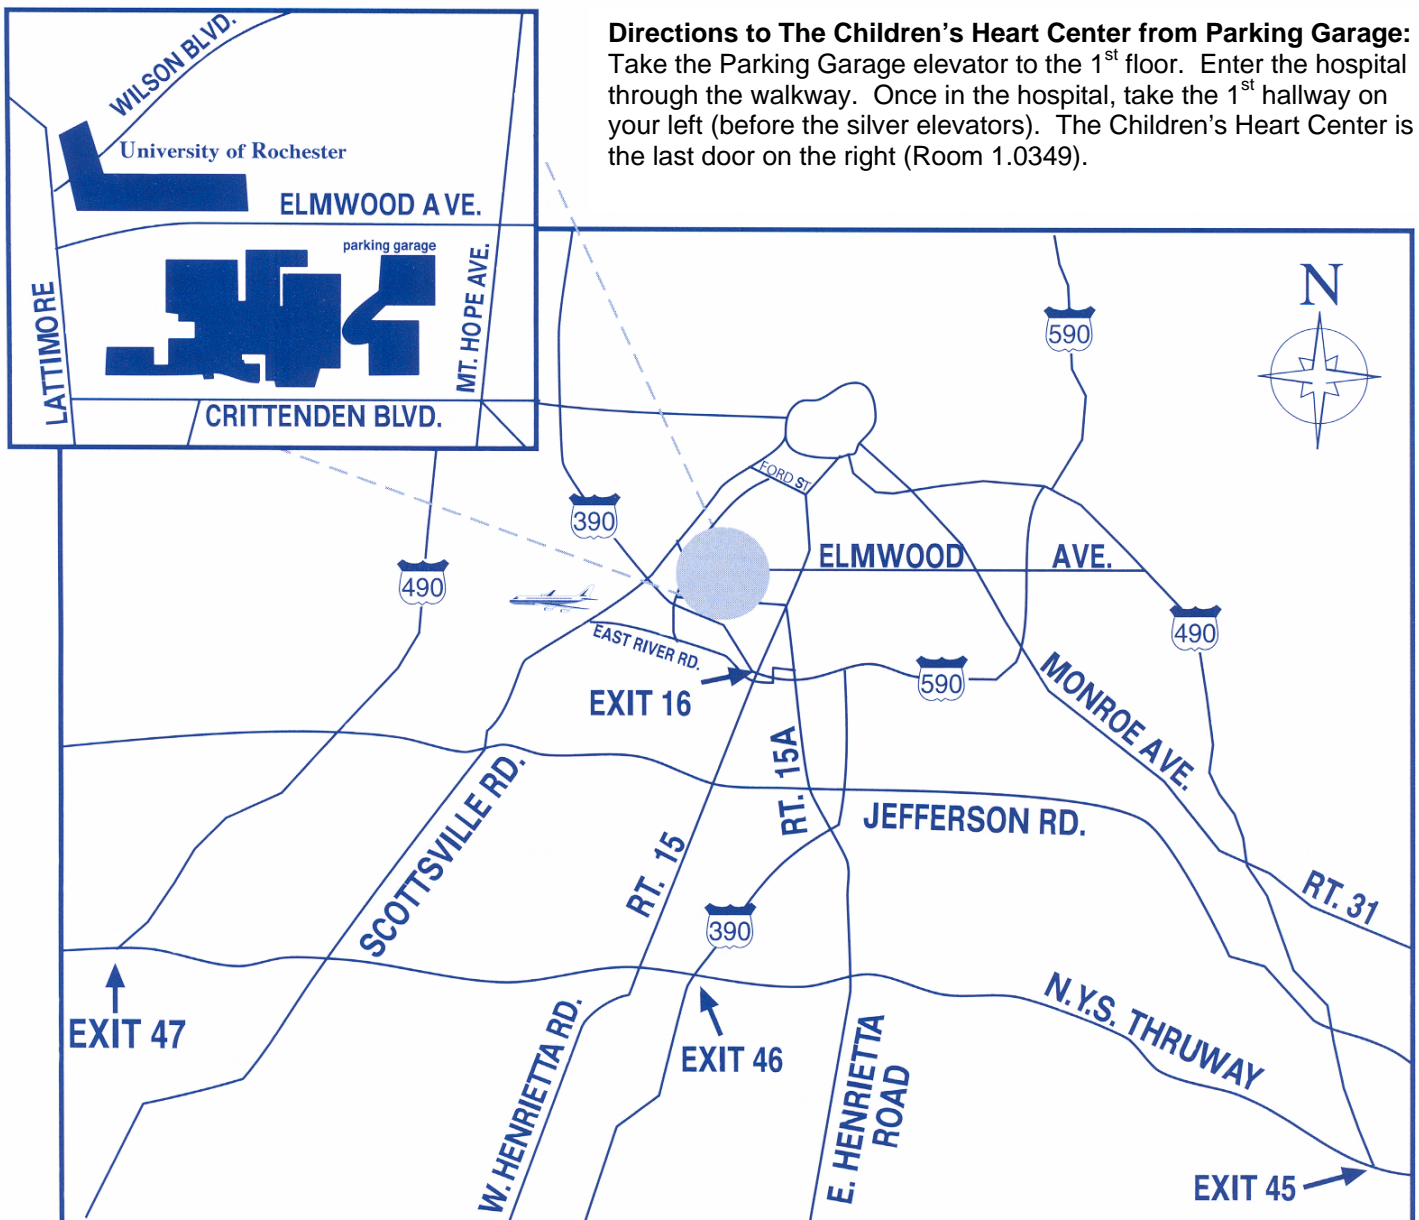 Directions to The Children's Heart Center from Parking Garage:
Take the Parking Garage elevator to the 1st floor.  Enter the hospital
through the walkway.  Once in the hospital, take the 1st hallway on
your left (before the silver elevators).  The Children's Heart Center is
the last door on the right (Room 1.0349).
WILSON BLVD.
University of Rochester
ELMWOOD AVE.
parking garage
MT. HOPE AVE.
LATTIMORE
CRITTENDEN BLVD.
N
590
FORD ST
390
ELMWOOD AVE.
490
490
EAST RIVER RD.
590
EXIT 16
MONROE AVE.
RT. 15A
SCOTTSVILLE RD.
JEFFERSON RD.
RT. 15
RT. 31
390
N.Y.S. THRUWAY
EXIT 47
EXIT 46
W. HENRIETTA RD.
E. HENRIETTA
ROAD
EXIT 45